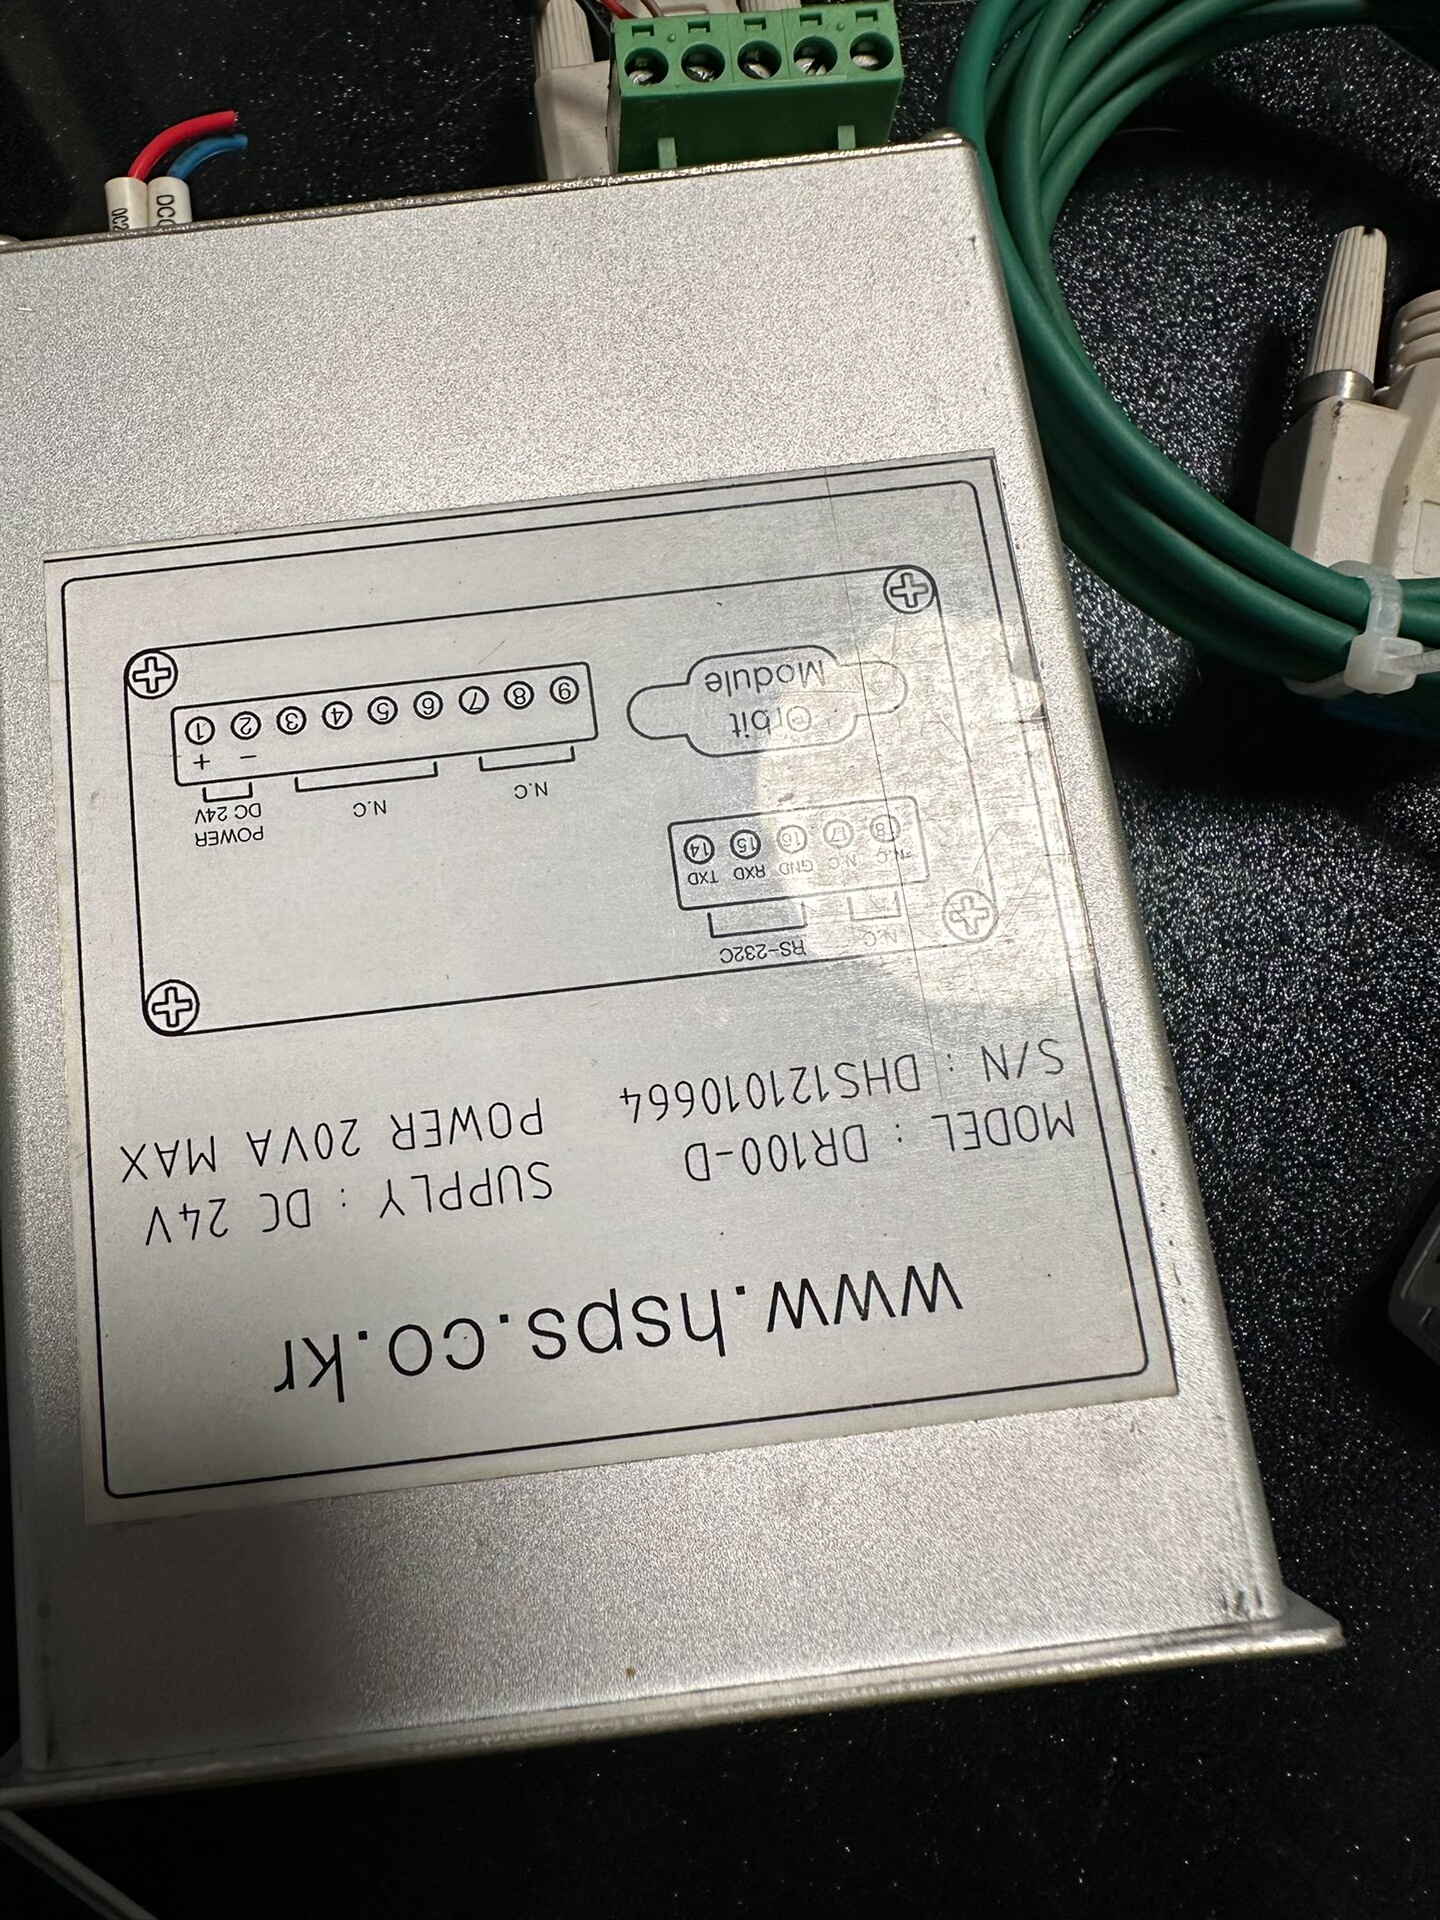 www.hsps.co.kr
MODEL : DR100-D SUPPLY : DC 24V
S/N : DHS121010664 POWER 20VA MAX
N.C RS-232C
N.C N.C GND RXD TXD
18 17 16 15 14
POWER
DC 24V
N.C N.C
- +
9 8 7 6 5 4 3 2 1
Orbit
Module